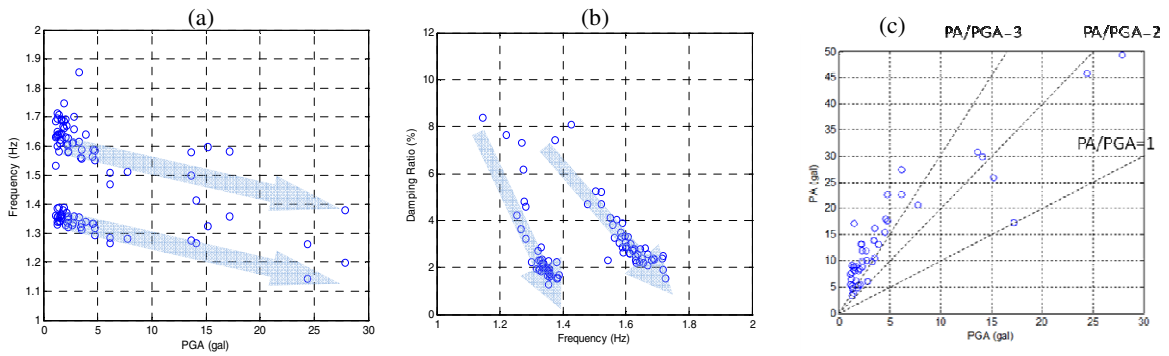 (a)
2
1.9
1.8
1.7
1.6
1.5
1.4
1.3
1.2
1.1
1
0 5 10 15 20 25 30
Frequency (Hz)
PGA (gal)
(b)
12
10
8
6
4
2
0
1 1.2 1.4 1.6 1.8 2
Damping Ratio (%)
Frequency (Hz)
(c)
PA/PGA=3 PA/PGA=2
PA/PGA=1
50
45
40
35
30
25
20
15
10
5
0
0 5 10 15 20 25 30
PA (gal)
PGA (gal)